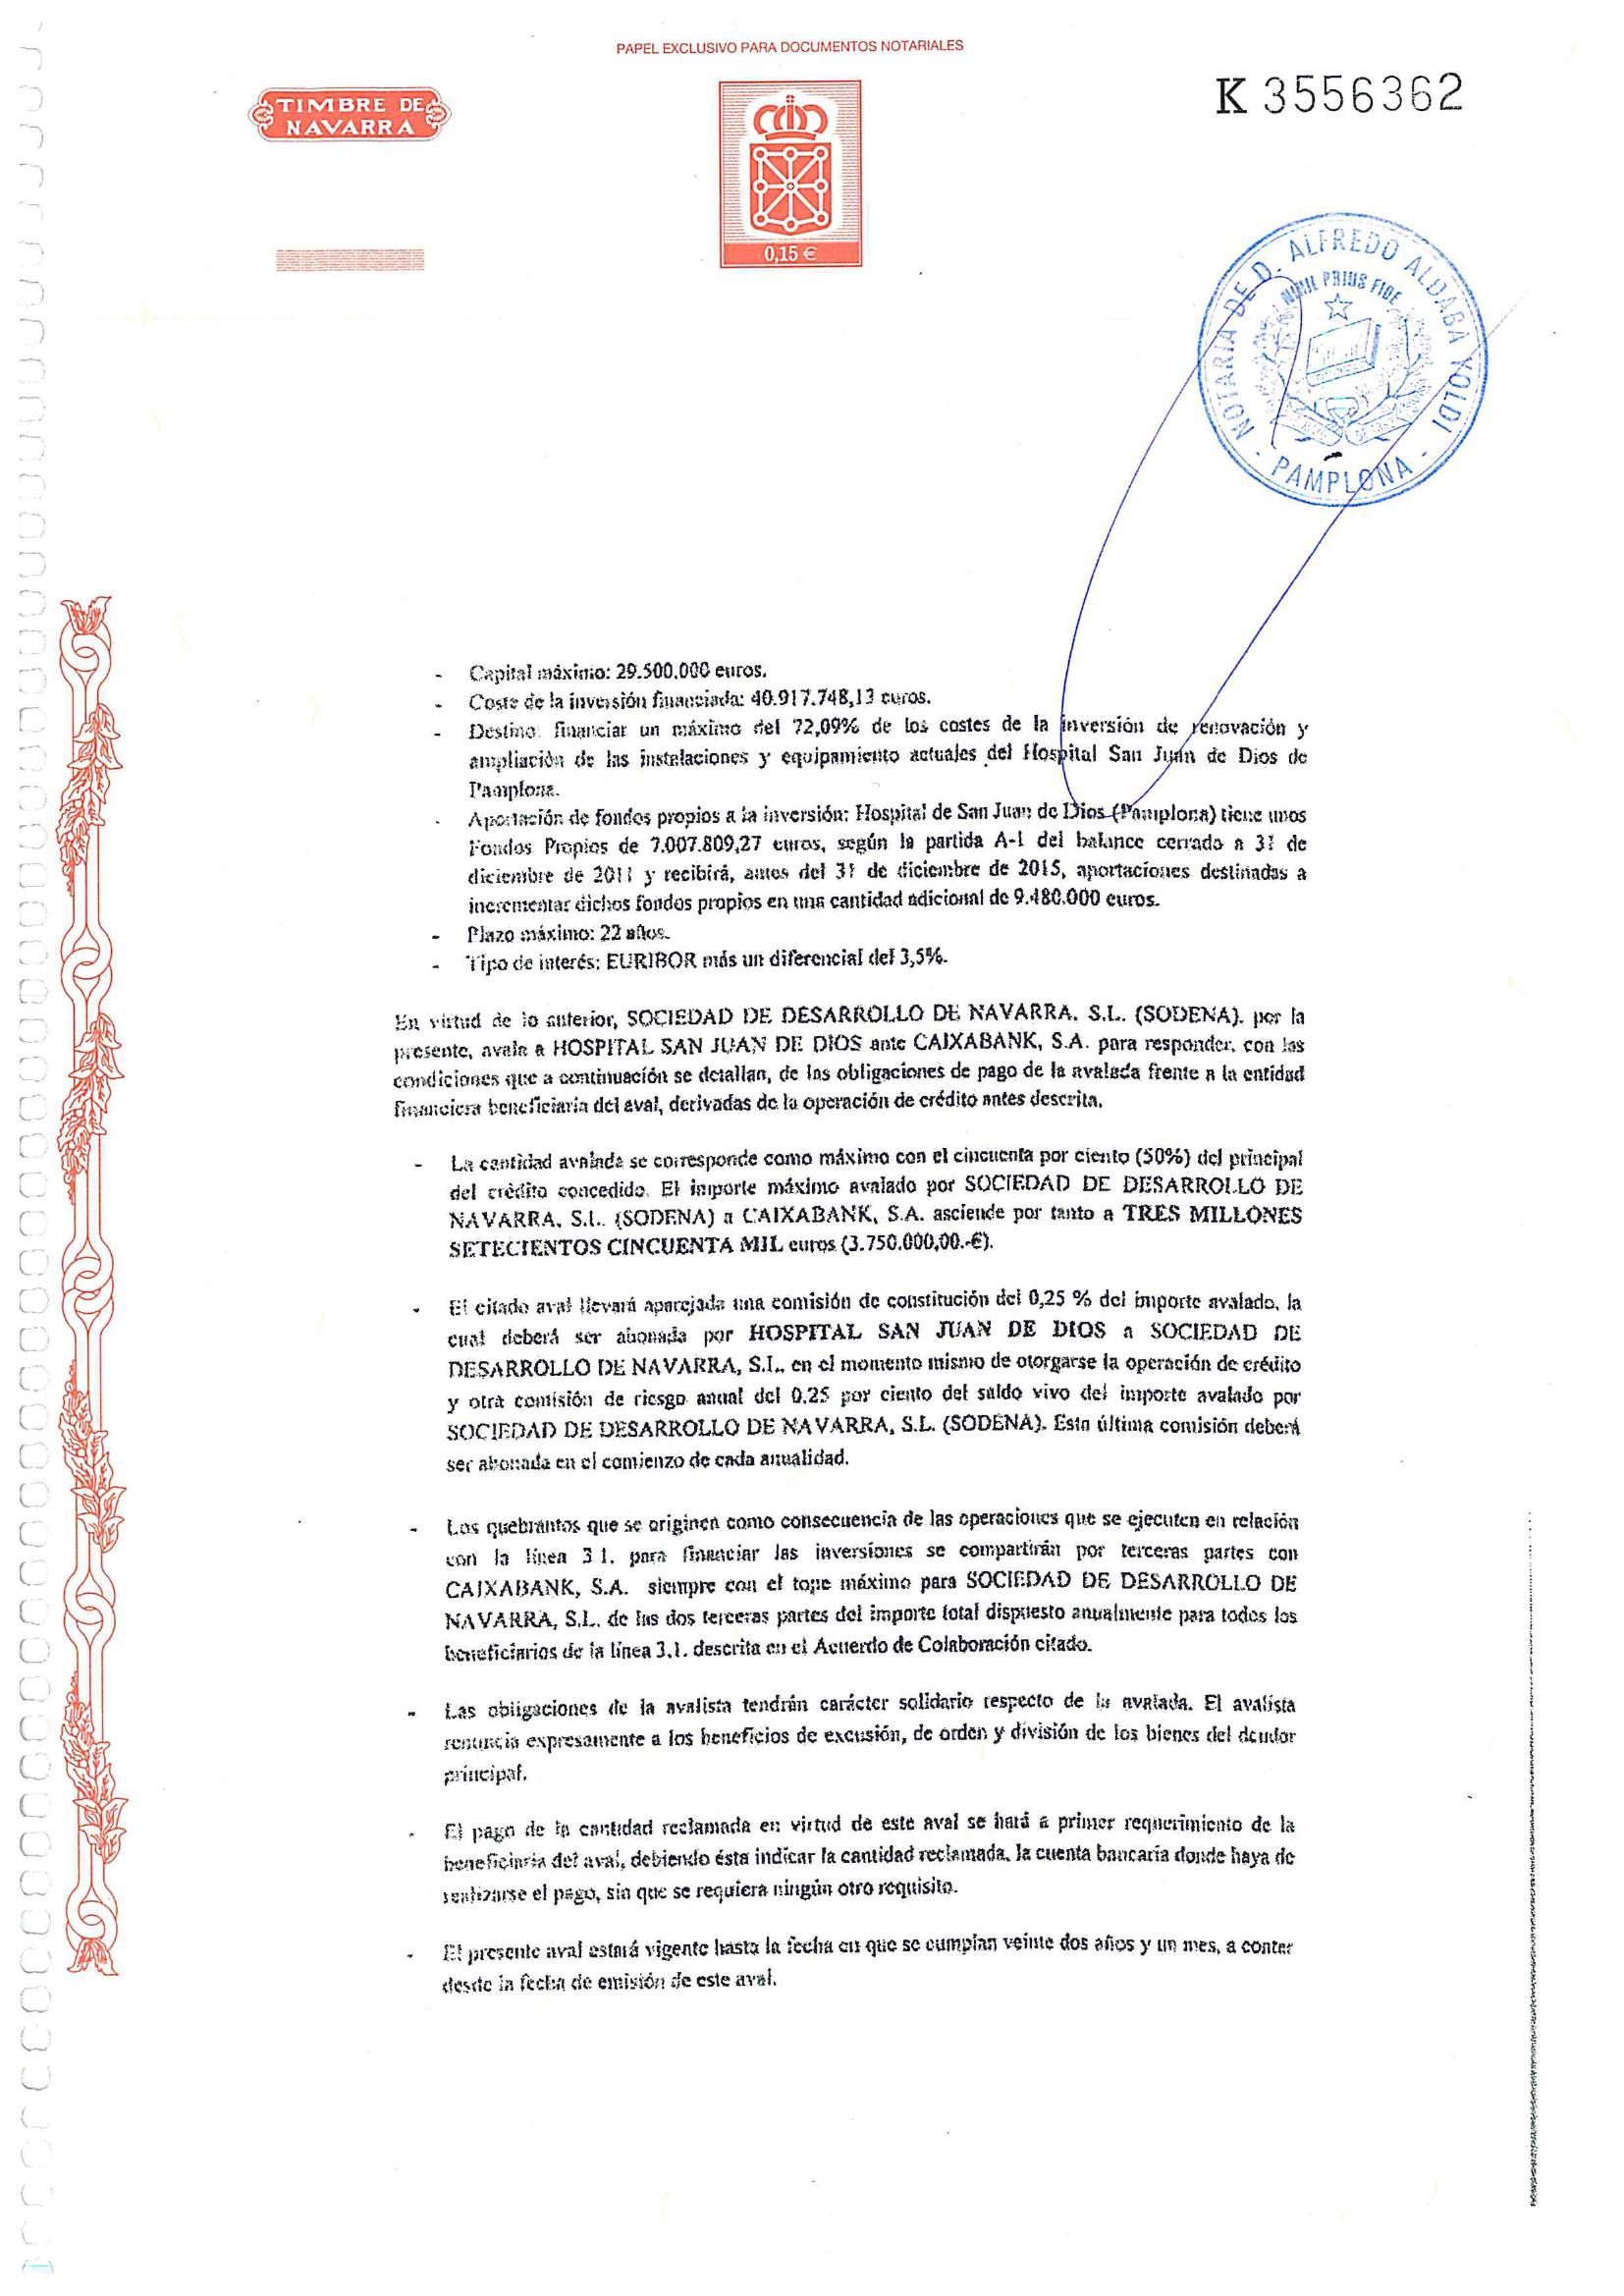 PAPEL EXCLUSIVO PARA DOCUMENTOS NOTARIALES
TIMBRE DE
NAVARRA
K 3556362
0,15 €
NOTARIA DE D. ALFREDO ALDABA YOLDI
NIHIL PRIUS FIDE
- PAMPLONA -
- Capital máximo: 29.500.000 euros.
- Coste de la inversión financiada: 40.917.748,13 euros.
- Destino: financiar un máximo del 72,09% de los costes de la inversión de renovación y
ampliación de las instalaciones y equipamiento actuales del Hospital San Juan de Dios de
Pamplona.
- Aportación de fondos propios a la inversión: Hospital de San Juan de Dios (Pamplona) tiene unos
Fondos Propios de 7.007.809,27 euros, según la partida A-1 del balance cerrado a 31 de
diciembre de 2011 y recibirá, antes del 31 de diciembre de 2015, aportaciones destinadas a
incrementar dichos fondos propios en una cantidad adicional de 9.480.000 euros.
- Plazo máximo: 22 años.
- Tipo de interés: EURIBOR más un diferencial del 3,5%.
En virtud de lo anterior, SOCIEDAD DE DESARROLLO DE NAVARRA, S.L. (SODENA). por la
presente, avala a HOSPITAL SAN JUAN DE DIOS ante CAIXABANK, S.A. para responder, con las
condiciones que a continuación se detallan, de las obligaciones de pago de la avalada frente a la entidad
financiera beneficiaria del aval, derivadas de la operación de crédito antes descrita.
- La cantidad avalada se corresponde como máximo con el cincuenta por ciento (50%) del principal
del crédito concedido. El importe máximo avalado por SOCIEDAD DE DESARROLLO DE
NAVARRA, S.L. (SODENA) a CAIXABANK, S.A. asciende por tanto a TRES MILLONES
SETECIENTOS CINCUENTA MIL euros (3.750.000,00.-€).
- El citado aval llevará aparejada una comisión de constitución del 0,25 % del importe avalado, la
cual deberá ser abonada por HOSPITAL SAN JUAN DE DIOS a SOCIEDAD DE
DESARROLLO DE NAVARRA, S.L. en el momento mismo de otorgarse la operación de crédito
y otra comisión de riesgo anual del 0.25 por ciento del saldo vivo del importe avalado por
SOCIEDAD DE DESARROLLO DE NAVARRA, S.L. (SODENA). Esta última comisión deberá
ser abonada en el comienzo de cada anualidad.
- Los quebrantos que se originen como consecuencia de las operaciones que se ejecuten en relación
con la línea 3.1. para financiar las inversiones se compartirán por terceras partes con
CAIXABANK, S.A. siempre con el tope máximo para SOCIEDAD DE DESARROLLO DE
NAVARRA, S.L. de las dos terceras partes del importe total dispuesto anualmente para todos los
beneficiarios de la línea 3.1. descrita en el Acuerdo de Colaboración citado.
- Las obligaciones de la avalista tendrán carácter solidario respecto de la avalada. El avalista
renuncia expresamente a los beneficios de excusión, de orden y división de los bienes del deudor
principal.
- El pago de la cantidad reclamada en virtud de este aval se hará a primer requerimiento de la
beneficiaria del aval, debiendo ésta indicar la cantidad reclamada, la cuenta bancaria donde haya de
realizarse el pago, sin que se requiera ningún otro requisito.
- El presente aval estará vigente hasta la fecha en que se cumplan veinte dos años y un mes, a contar
desde la fecha de emisión de este aval.